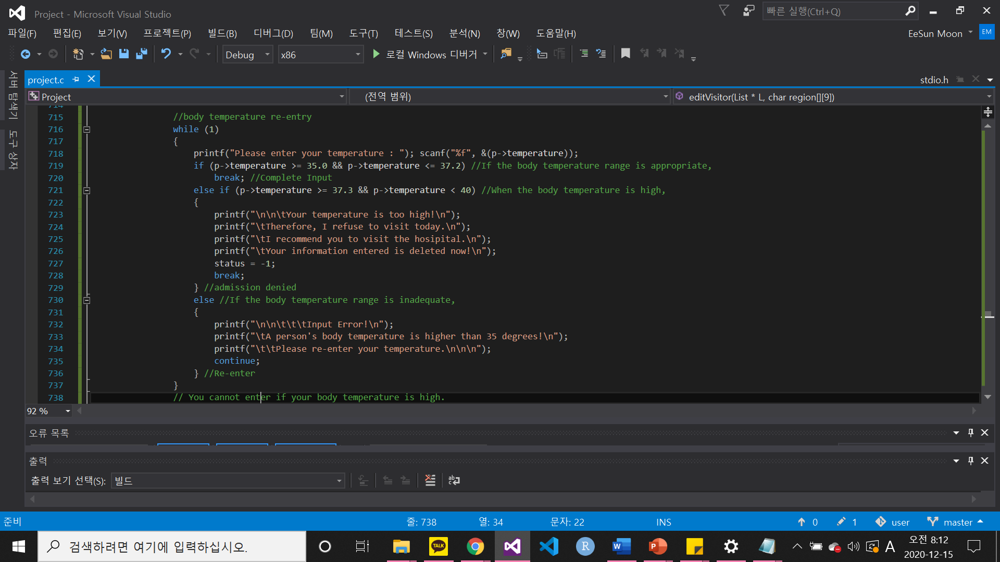 Project - Microsoft Visual Studio
빠른 실행(Ctrl+Q)
파일(F) 편집(E) 보기(V) 프로젝트(P) 빌드(B) 디버그(D) 팀(M) 도구(T) 테스트(S) 분석(N) 창(W) 도움말(H)
EeSun Moon EM
Debug x86 로컬 Windows 디버거
서버 탐색기
도구 상자
project.c
stdio.h
Project (전역 범위) editVisitor(List * L, char region[][9])
714
715 //body temperature re-entry
716 while (1)
717 {
718 printf("Please enter your temperature : "); scanf("%f", &(p->temperature));
719 if (p->temperature >= 35.0 && p->temperature <= 37.2) //If the body temperature range is appropriate,
720 break; //Complete Input
721 else if (p->temperature >= 37.3 && p->temperature < 40) //When the body temperature is high,
722 {
723 printf("\n\n\tYour temperature is too high!\n");
724 printf("\tTherefore, I refuse to visit today.\n");
725 printf("\tI recommend you to visit the hosipital.\n");
726 printf("\tYour information entered is deleted now!\n");
727 status = -1;
728 break;
729 } //admission denied
730 else //If the body temperature range is inadequate,
731 {
732 printf("\n\n\t\t\tInput Error!\n");
733 printf("\tA person's body temperature is higher than 35 degrees!\n");
734 printf("\t\tPlease re-enter your temperature.\n\n\n");
735 continue;
736 } //Re-enter
737 }
738 // You cannot enter if your body temperature is high.
92 %
오류 목록
출력
출력 보기 선택(S): 빌드
준비 줄: 738 열: 34 문자: 22 INS 0 1 user master
검색하려면 여기에 입력하십시오.
TALK
R
W
P
A
오전 8:12
2020-12-15